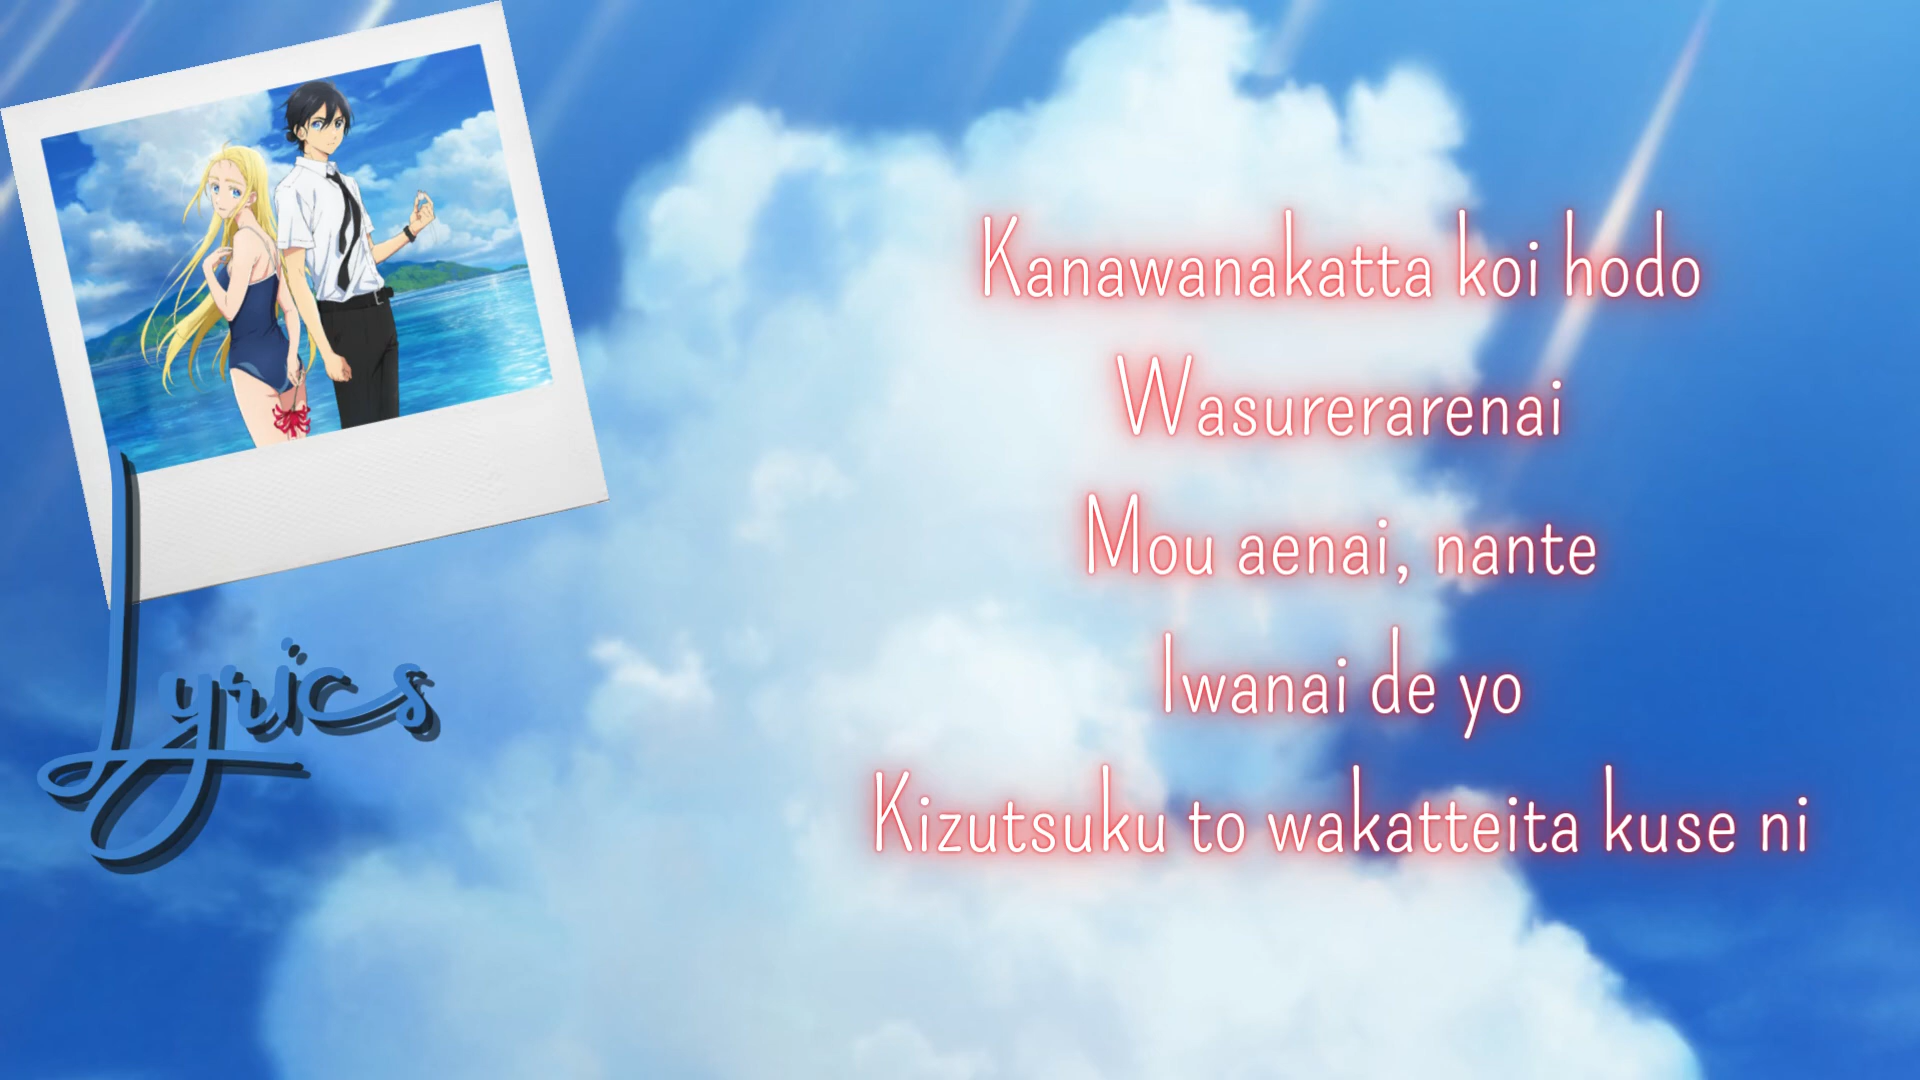 Lyrics
Kanawanakatta koi hodo
Wasurerarenai
Mou aenai, nante
Iwanai de yo
Kizutsuku to wakatteita kuse ni